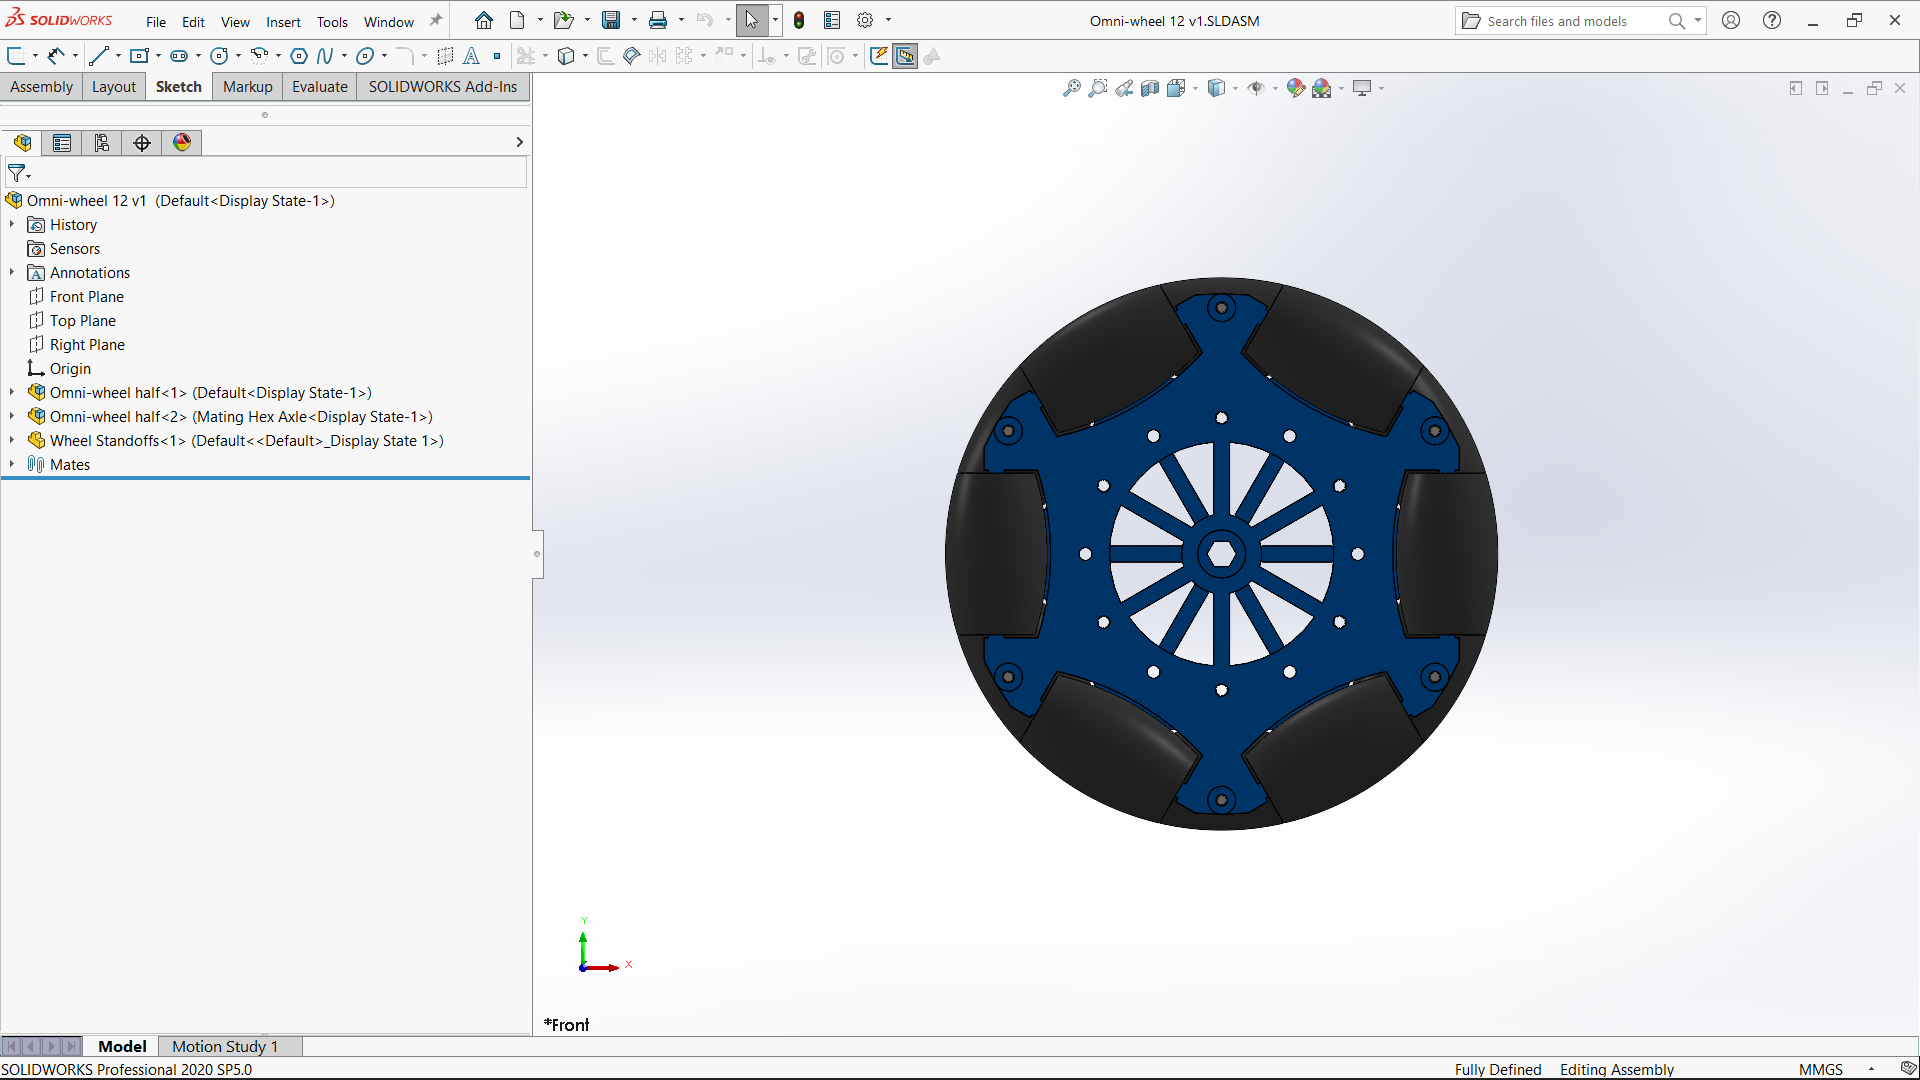 SOLIDWORKS File Edit View Insert Tools Window Omni-wheel 12 v1.SLDASM Search files and models
Assembly Layout Sketch Markup Evaluate SOLIDWORKS Add-Ins
Omni-wheel 12 v1 (Default<Display State-1>)
History
Sensors
Annotations
Front Plane
Top Plane
Right Plane
Origin
Omni-wheel half<1> (Default<Display State-1>)
Omni-wheel half<2> (Mating Hex Axle<Display State-1>)
Wheel Standoffs<1> (Default<<Default>_Display State 1>)
Mates
Y
X
*Front
Model Motion Study 1
SOLIDWORKS Professional 2020 SP5.0 Fully Defined Editing Assembly MMGS